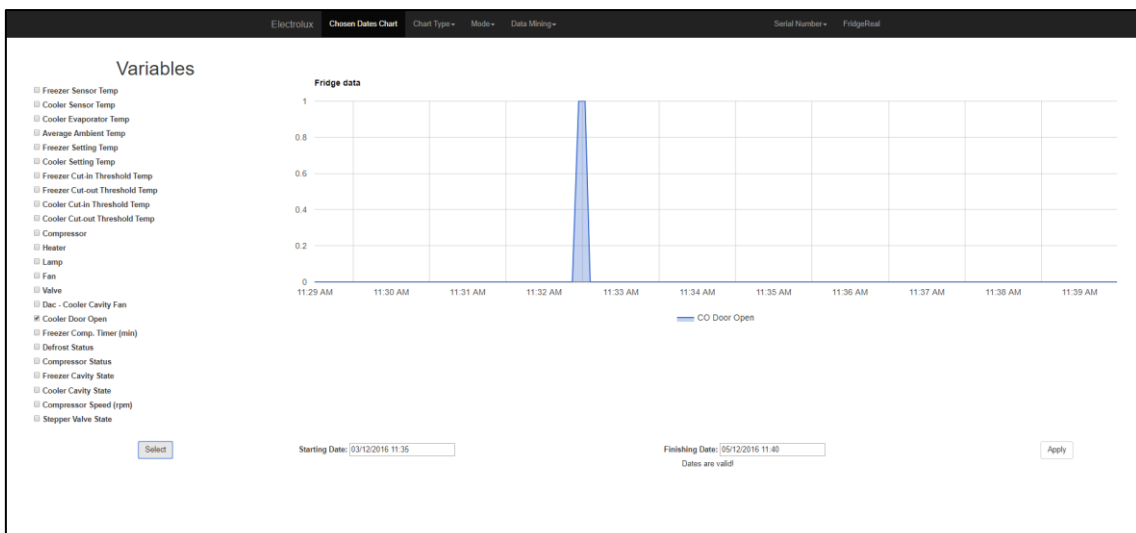 Electrolux Chosen Dates Chart Chart Type Mode Data Mining Serial Number FridgeReal
Variables
Freezer Sensor Temp
Cooler Sensor Temp
Cooler Evaporator Temp
Average Ambient Temp
Freezer Setting Temp
Cooler Setting Temp
Freezer Cut-in Threshold Temp
Freezer Cut-out Threshold Temp
Cooler Cut-in Threshold Temp
Cooler Cut-out Threshold Temp
Compressor
Heater
Lamp
Fan
Valve
Dac - Cooler Cavity Fan
Cooler Door Open
Freezer Comp. Timer (min)
Defrost Status
Compressor Status
Freezer Cavity State
Cooler Cavity State
Compressor Speed (rpm)
Stepper Valve State
Select
Fridge data
1
0.8
0.6
0.4
0.2
0
11:29 AM 11:30 AM 11:31 AM 11:32 AM 11:33 AM 11:34 AM 11:35 AM 11:36 AM 11:37 AM 11:38 AM 11:39 AM
CO Door Open
Starting Date: 03/12/2016 11:35
Finishing Date: 05/12/2016 11:40
Dates are valid!
Apply